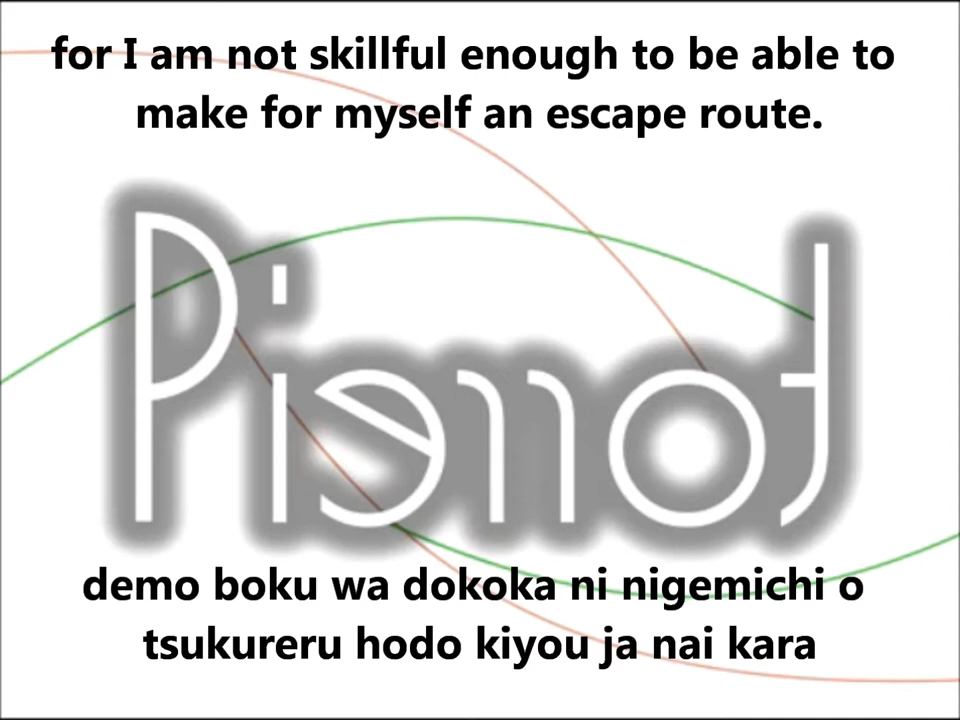 for I am not skillful enough to be able to
make for myself an escape route.
Pierrot
demo boku wa dokoka ni nigemichi o
tsukureru hodo kiyou ja nai kara